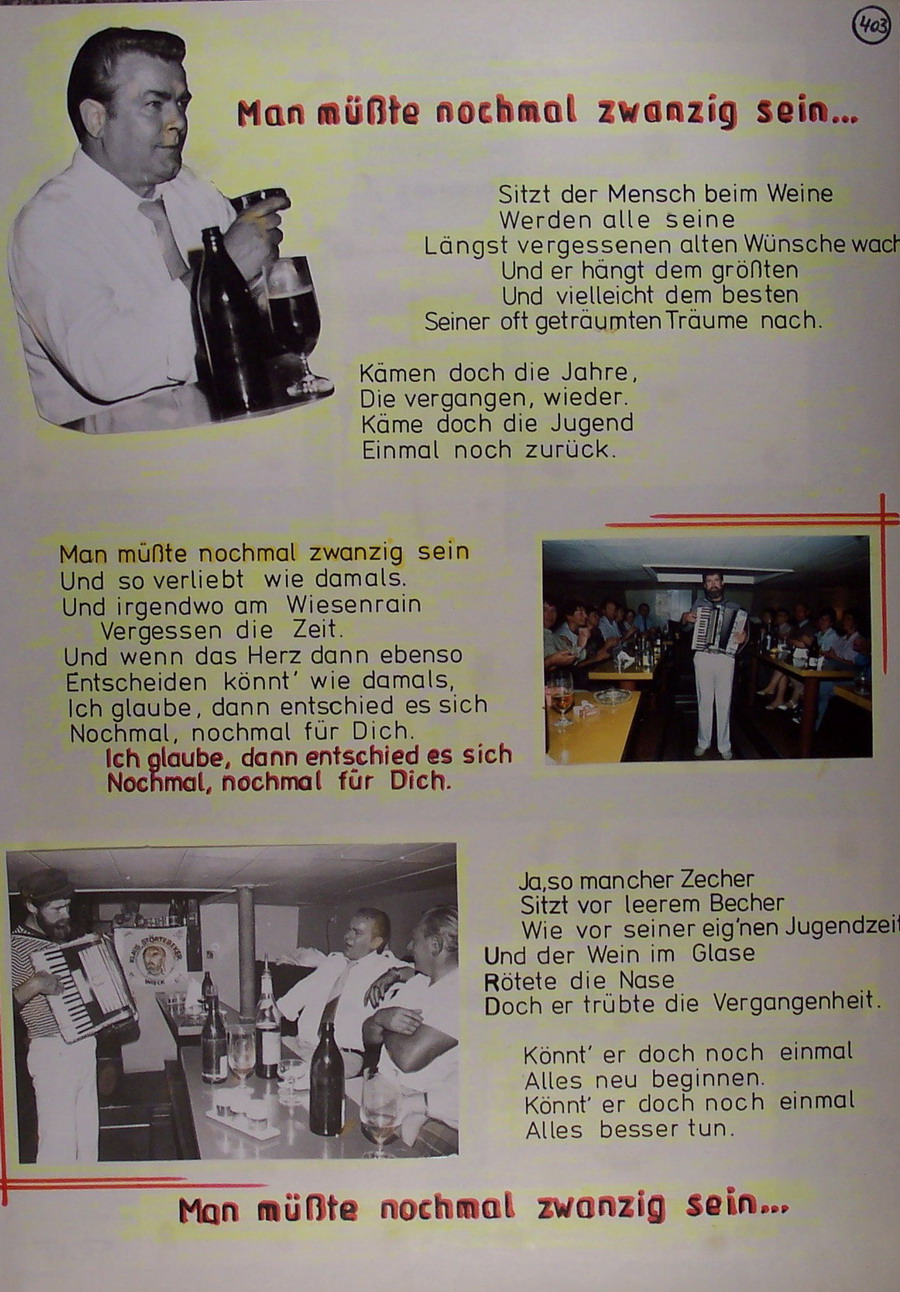 403
Man müßte nochmal zwanzig sein...
Sitzt der Mensch beim Weine
Werden alle seine
Längst vergessenen alten Wünsche wach
Und er hängt dem größten
Und vielleicht dem besten
Seiner oft geträumten Träume nach.
Kämen doch die Jahre,
Die vergangen, wieder.
Käme doch die Jugend
Einmal noch zurück.
Man müßte nochmal zwanzig sein
Und so verliebt wie damals.
Und irgendwo am Wiesenrain
Vergessen die Zeit.
Und wenn das Herz dann ebenso
Entscheiden könnt' wie damals,
Ich glaube, dann entschied es sich
Nochmal, nochmal für Dich.
Ich glaube, dann entschied es sich
Nochmal, nochmal für Dich.
KLAUS STÖRTEBEKER
Ja, so mancher Zecher
Sitzt vor leerem Becher
Wie vor seiner eig'nen Jugendzeit
Und der Wein im Glase
Rötete die Nase
Doch er trübte die Vergangenheit.
Könnt' er doch noch einmal
Alles neu beginnen.
Könnt' er doch noch einmal
Alles besser tun.
Man müßte nochmal zwanzig sein...